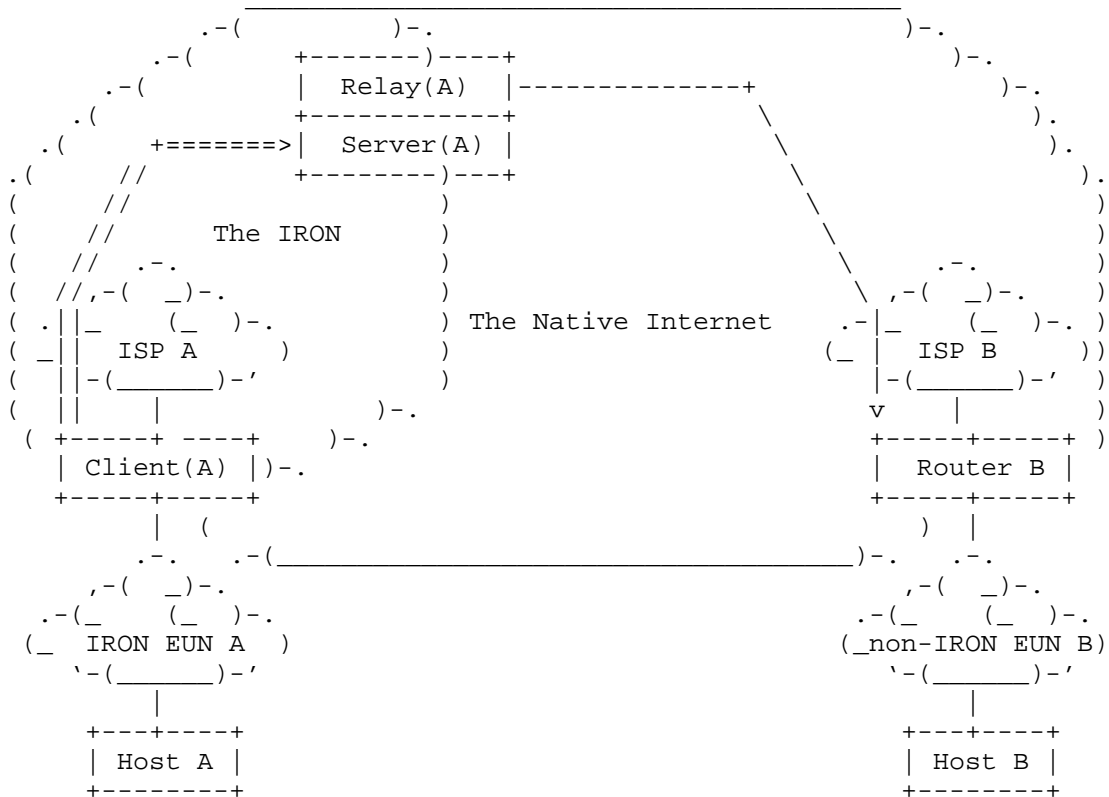 Relay(A)
Server(A)
The IRON
The Native Internet
ISP A
ISP B
v
Client(A)
Router B
IRON EUN A
non-IRON EUN B
Host A
Host B